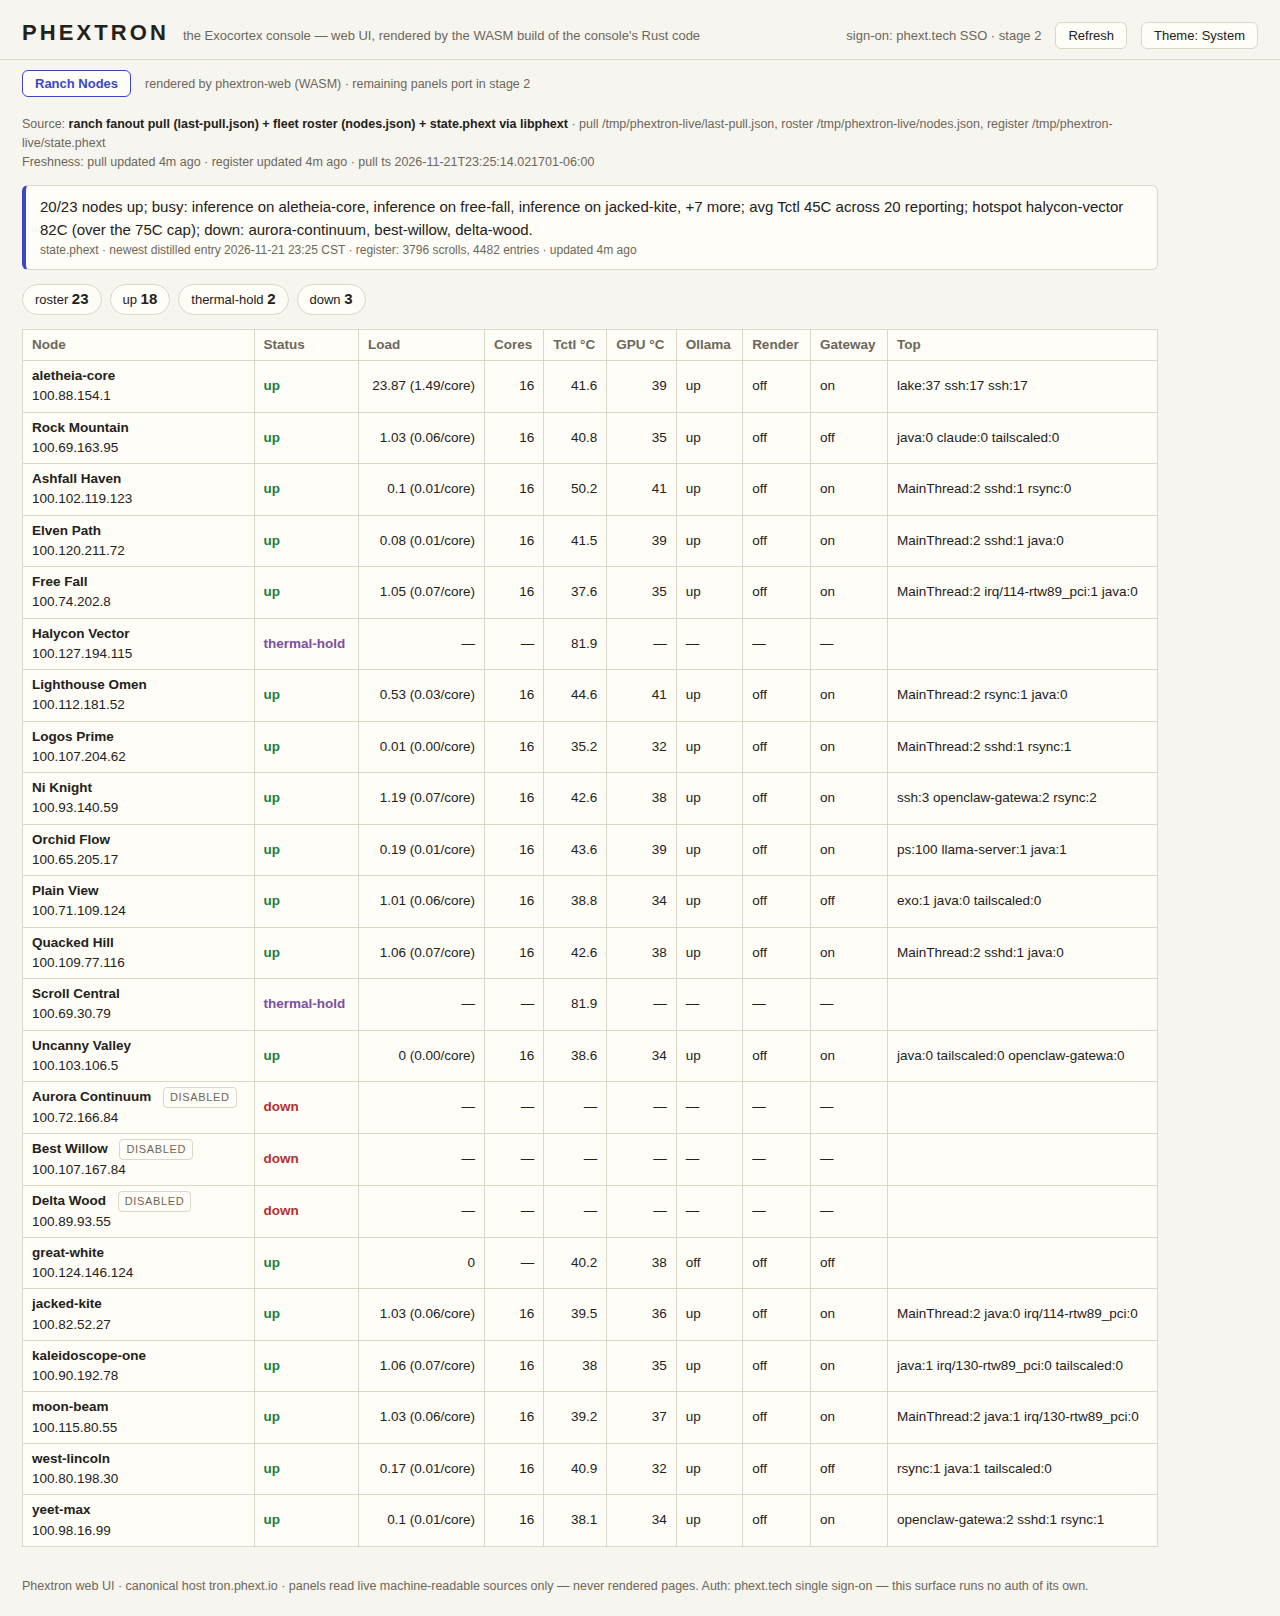 PHEXTRON the Exocortex console — web UI, rendered by the WASM build of the console's Rust code sign-on: phext.tech SSO · stage 2 Refresh Theme: System
Ranch Nodes rendered by phextron-web (WASM) · remaining panels port in stage 2
Source: ranch fanout pull (last-pull.json) + fleet roster (nodes.json) + state.phext via libphext · pull /tmp/phextron-live/last-pull.json, roster /tmp/phextron-live/nodes.json, register /tmp/phextron-
live/state.phext
Freshness: pull updated 4m ago · register updated 4m ago · pull ts 2026-11-21T23:25:14.021701-06:00
20/23 nodes up; busy: inference on aletheia-core, inference on free-fall, inference on jacked-kite, +7 more; avg Tctl 45C across 20 reporting; hotspot halycon-vector
82C (over the 75C cap); down: aurora-continuum, best-willow, delta-wood.
state.phext · newest distilled entry 2026-11-21 23:25 CST · register: 3796 scrolls, 4482 entries · updated 4m ago
roster 23 up 18 thermal-hold 2 down 3
Node Status Load Cores Tctl °C GPU °C Ollama Render Gateway Top
aletheia-core
100.88.154.1 up 23.87 (1.49/core) 16 41.6 39 up off on lake:37 ssh:17 ssh:17
Rock Mountain
100.69.163.95 up 1.03 (0.06/core) 16 40.8 35 up off off java:0 claude:0 tailscaled:0
Ashfall Haven
100.102.119.123 up 0.1 (0.01/core) 16 50.2 41 up off on MainThread:2 sshd:1 rsync:0
Elven Path
100.120.211.72 up 0.08 (0.01/core) 16 41.5 39 up off on MainThread:2 sshd:1 java:0
Free Fall
100.74.202.8 up 1.05 (0.07/core) 16 37.6 35 up off on MainThread:2 irq/114-rtw89_pci:1 java:0
Halycon Vector
100.127.194.115 thermal-hold — — 81.9 — — — —
Lighthouse Omen
100.112.181.52 up 0.53 (0.03/core) 16 44.6 41 up off on MainThread:2 rsync:1 java:0
Logos Prime
100.107.204.62 up 0.01 (0.00/core) 16 35.2 32 up off on MainThread:2 sshd:1 rsync:1
Ni Knight
100.93.140.59 up 1.19 (0.07/core) 16 42.6 38 up off on ssh:3 openclaw-gatewa:2 rsync:2
Orchid Flow
100.65.205.17 up 0.19 (0.01/core) 16 43.6 39 up off on ps:100 llama-server:1 java:1
Plain View
100.71.109.124 up 1.01 (0.06/core) 16 38.8 34 up off off exo:1 java:0 tailscaled:0
Quacked Hill
100.109.77.116 up 1.06 (0.07/core) 16 42.6 38 up off on MainThread:2 sshd:1 java:0
Scroll Central
100.69.30.79 thermal-hold — — 81.9 — — — —
Uncanny Valley
100.103.106.5 up 0 (0.00/core) 16 38.6 34 up off on java:0 tailscaled:0 openclaw-gatewa:0
Aurora Continuum DISABLED
100.72.166.84 down — — — — — — —
Best Willow DISABLED
100.107.167.84 down — — — — — — —
Delta Wood DISABLED
100.89.93.55 down — — — — — — —
great-white
100.124.146.124 up 0 — 40.2 38 off off off
jacked-kite
100.82.52.27 up 1.03 (0.06/core) 16 39.5 36 up off on MainThread:2 java:0 irq/114-rtw89_pci:0
kaleidoscope-one
100.90.192.78 up 1.06 (0.07/core) 16 38 35 up off on java:1 irq/130-rtw89_pci:0 tailscaled:0
moon-beam
100.115.80.55 up 1.03 (0.06/core) 16 39.2 37 up off on MainThread:2 java:1 irq/130-rtw89_pci:0
west-lincoln
100.80.198.30 up 0.17 (0.01/core) 16 40.9 32 up off off rsync:1 java:1 tailscaled:0
yeet-max
100.98.16.99 up 0.1 (0.01/core) 16 38.1 34 up off on openclaw-gatewa:2 sshd:1 rsync:1
Phextron web UI · canonical host tron.phext.io · panels read live machine-readable sources only — never rendered pages. Auth: phext.tech single sign-on — this surface runs no auth of its own.